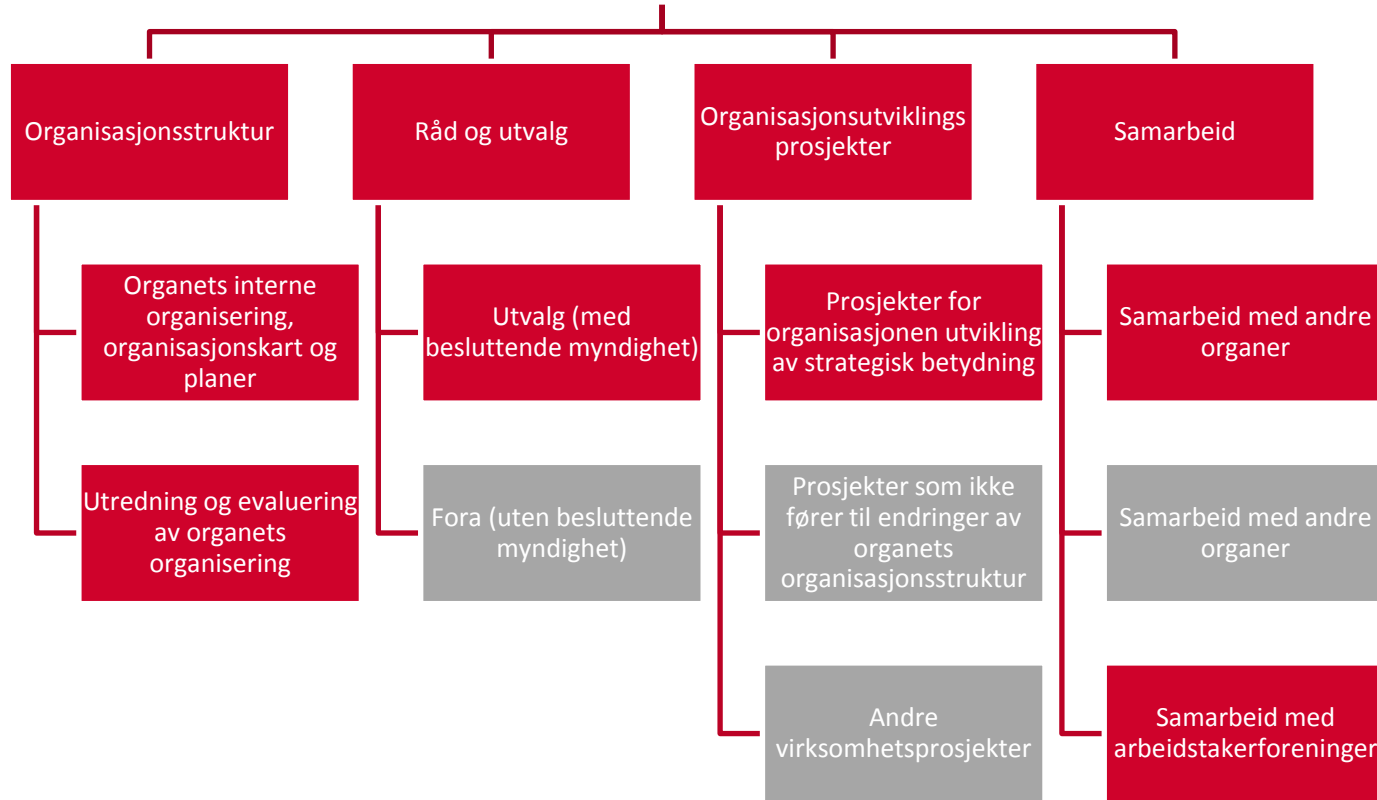 Organisasjonsstruktur
Organets interne
organisering,
organisasjonskart og
planer
Utredning og evaluering
av organets
organisering
Råd og utvalg
Utvalg (med
besluttende myndighet)
Fora (uten besluttende
myndighet)
Organisasjonsutviklings
prosjekter
Prosjekter for
organisasjonen utvikling
av strategisk betydning
Prosjekter som ikke
fører til endringer av
organets
organisasjonsstruktur
Andre
virksomhetsprosjekter
Samarbeid
Samarbeid med andre
organer
Samarbeid med andre
organer
Samarbeid med
arbeidstakerforeninger